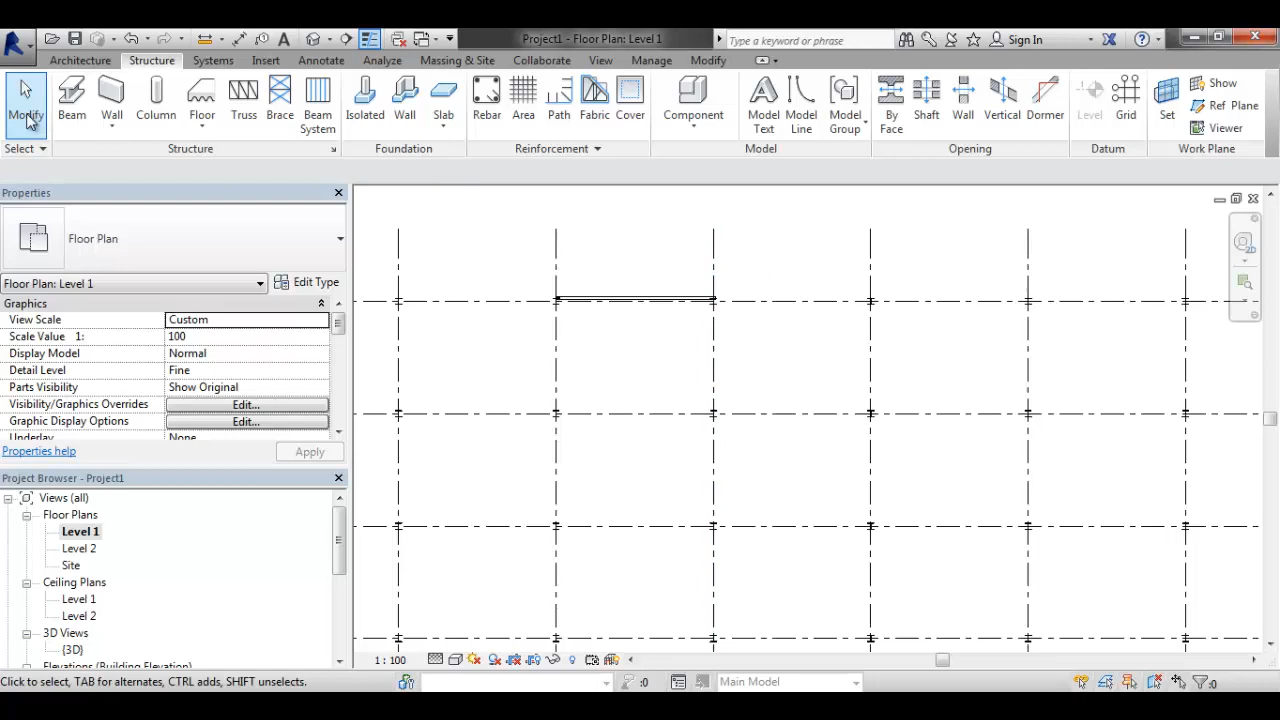 Project1 - Floor Plan: Level 1
Type a keyword or phrase
Sign In
Architecture Structure Systems Insert Annotate Analyze Massing & Site Collaborate View Manage Modify
Modify Beam Wall Column Floor Truss Brace Beam System Isolated Wall Slab Rebar Area Path Fabric Cover Component Model Text Model Line Model Group By Face Shaft Wall Vertical Dormer Level Grid Set
Show
Ref Plane
Viewer
Select Structure Foundation Reinforcement Model Opening Datum Work Plane
Properties
Floor Plan
Floor Plan: Level 1 Edit Type
Graphics
View Scale Custom
Scale Value 1: 100
Display Model Normal
Detail Level Fine
Parts Visibility Show Original
Visibility/Graphics Overrides Edit...
Graphic Display Options Edit...
Underlay None
Properties help Apply
Project Browser - Project1
Views (all)
Floor Plans
Level 1
Level 2
Site
Ceiling Plans
Level 1
Level 2
3D Views
{3D}
Elevations (Building Elevation)
2D
1 : 100
Click to select, TAB for alternates, CTRL adds, SHIFT unselects.
:0
Main Model
:0